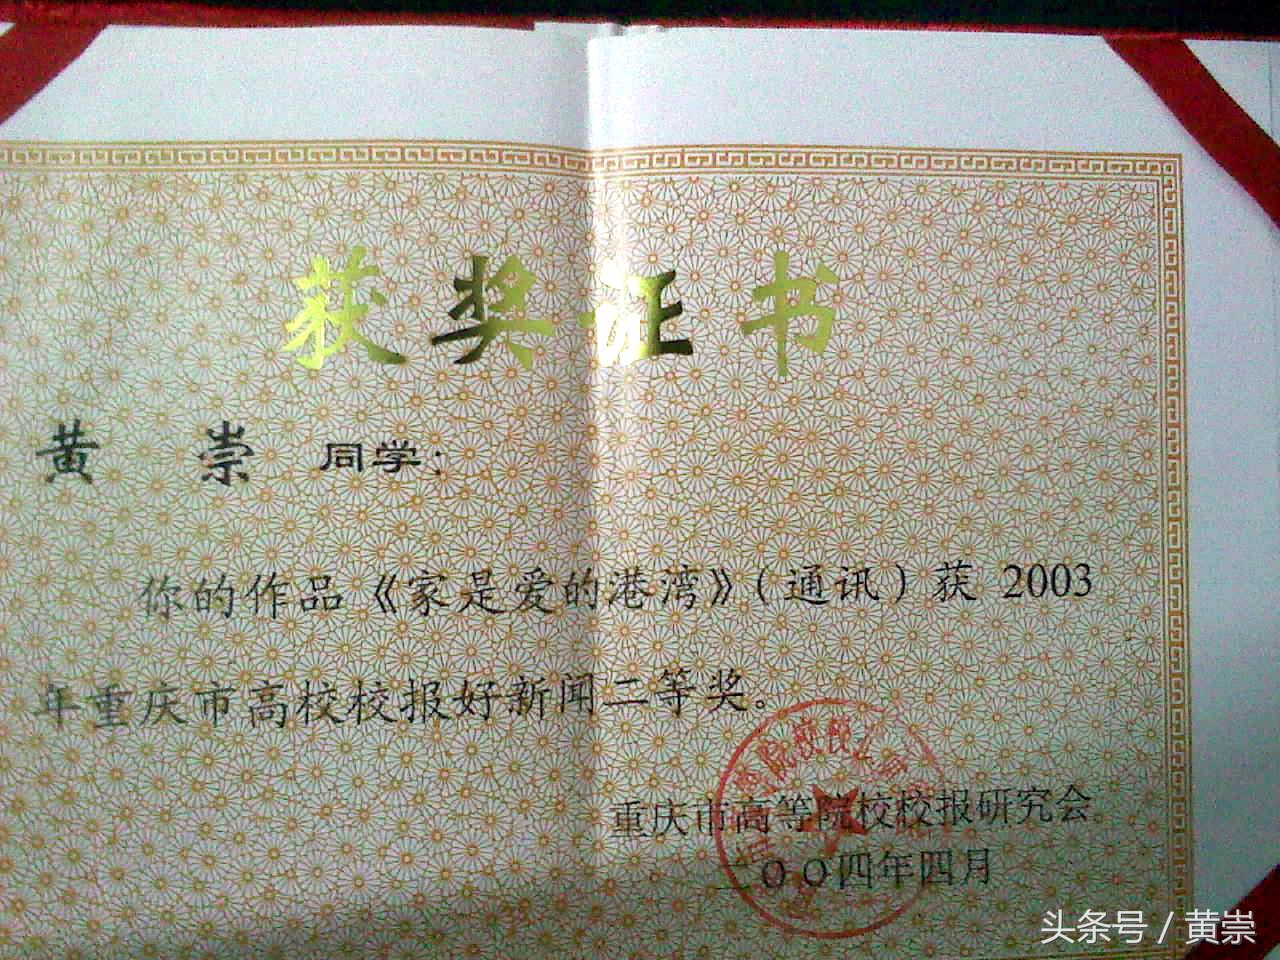 获奖证书
黄 崇 同学：
你的作品《家是爱的港湾》（通讯）获 2003
年重庆市高校校报好新闻二等奖。
重庆市高等院校校报研究会
二〇〇四年四月
头条号 / 黄崇